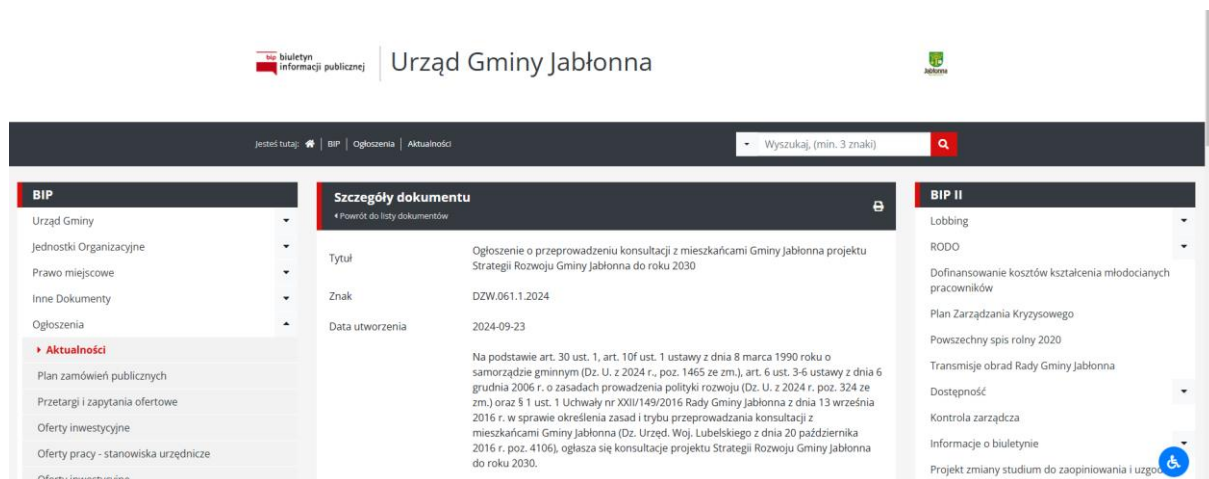 bip biuletyn
informacji publicznej
Urząd Gminy Jabłonna
Jabłonna
Jesteś tutaj: | BIP | Ogłoszenia | Aktualności
Wyszukaj, (min. 3 znaki)
BIP
Urząd Gminy
Jednostki Organizacyjne
Prawo miejscowe
Inne Dokumenty
Ogłoszenia
Aktualności
Plan zamówień publicznych
Przetargi i zapytania ofertowe
Oferty inwestycyjne
Oferty pracy - stanowiska urzędnicze
Oferty inwestycyjne
Szczegóły dokumentu
Powrót do listy dokumentów
Tytuł
Ogłoszenie o przeprowadzeniu konsultacji z mieszkańcami Gminy Jabłonna projektu
Strategii Rozwoju Gminy Jabłonna do roku 2030
Znak
DZW.061.1.2024
Data utworzenia
2024-09-23
Na podstawie art. 30 ust. 1, art. 10f ust. 1 ustawy z dnia 8 marca 1990 roku o
samorządzie gminnym (Dz. U. z 2024 r., poz. 1465 ze zm.), art. 6 ust. 3-6 ustawy z dnia 6
grudnia 2006 r. o zasadach prowadzenia polityki rozwoju (Dz. U. z 2024 r. poz. 324 ze
zm.) oraz § 1 ust. 1 Uchwały nr XXII/149/2016 Rady Gminy Jabłonna z dnia 13 września
2016 r. w sprawie określenia zasad i trybu przeprowadzania konsultacji z
mieszkańcami Gminy Jabłonna (Dz. Urzęd. Woj. Lubelskiego z dnia 20 października
2016 r. poz. 4106), ogłasza się konsultacje projektu Strategii Rozwoju Gminy Jabłonna
do roku 2030.
BIP II
Lobbing
RODO
Dofinansowanie kosztów kształcenia młodocianych
pracowników
Plan Zarządzania Kryzysowego
Powszechny spis rolny 2020
Transmisje obrad Rady Gminy Jabłonna
Dostępność
Kontrola zarządcza
Informacje o biuletynie
Projekt zmiany studium do zaopiniowania i